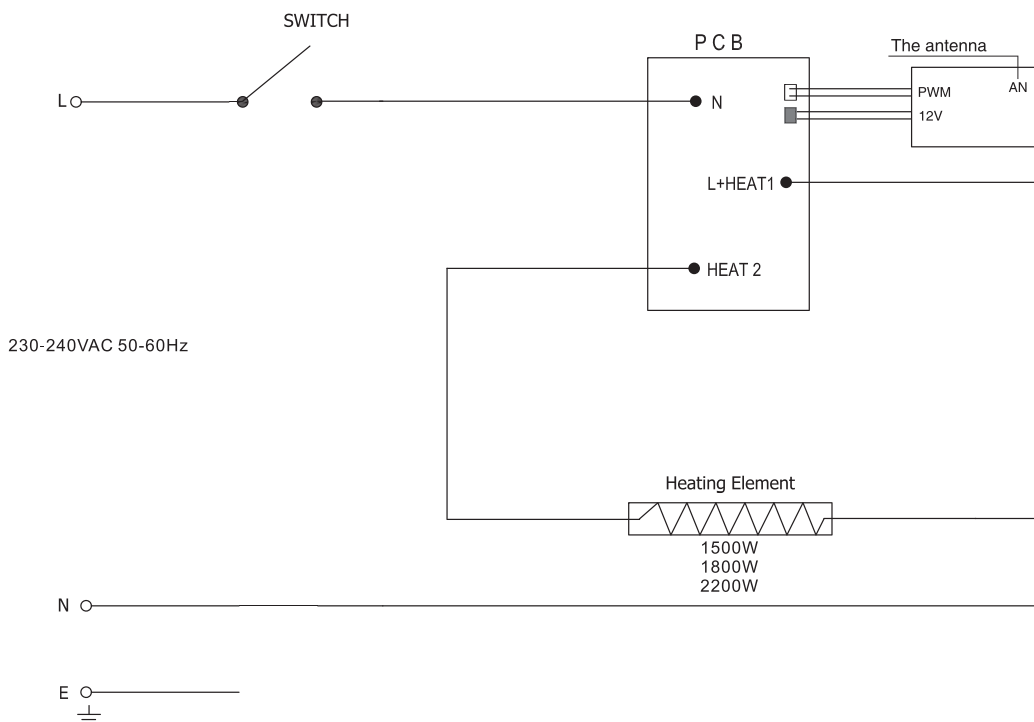 SWITCH
P C B
The antenna
L
N
PWM
AN
12V
L+HEAT1
HEAT 2
230-240VAC 50-60Hz
Heating Element
1500W
1800W
2200W
N
E